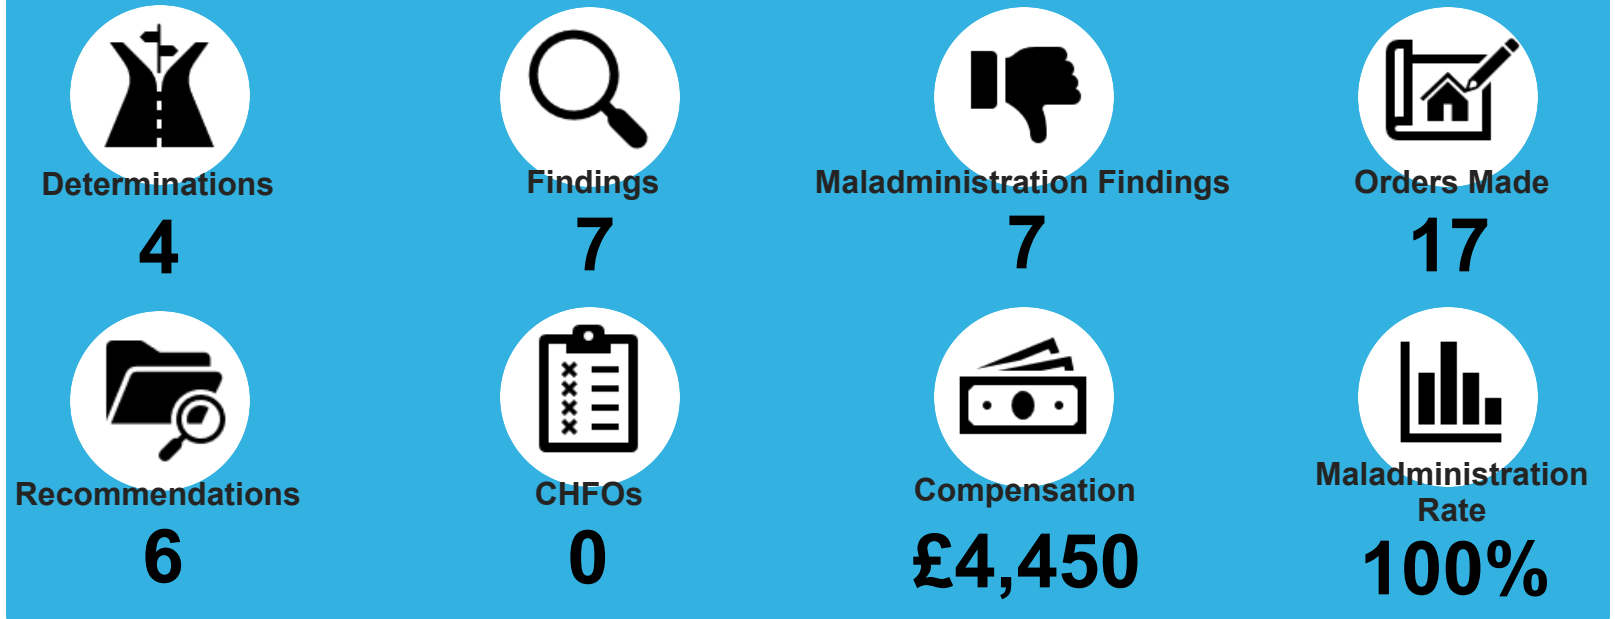 Determinations
4
Findings
7
Maladministration Findings
7
Orders Made
17
Recommendations
6
CHFOs
0
Compensation
£4,450
Maladministration
Rate
100%